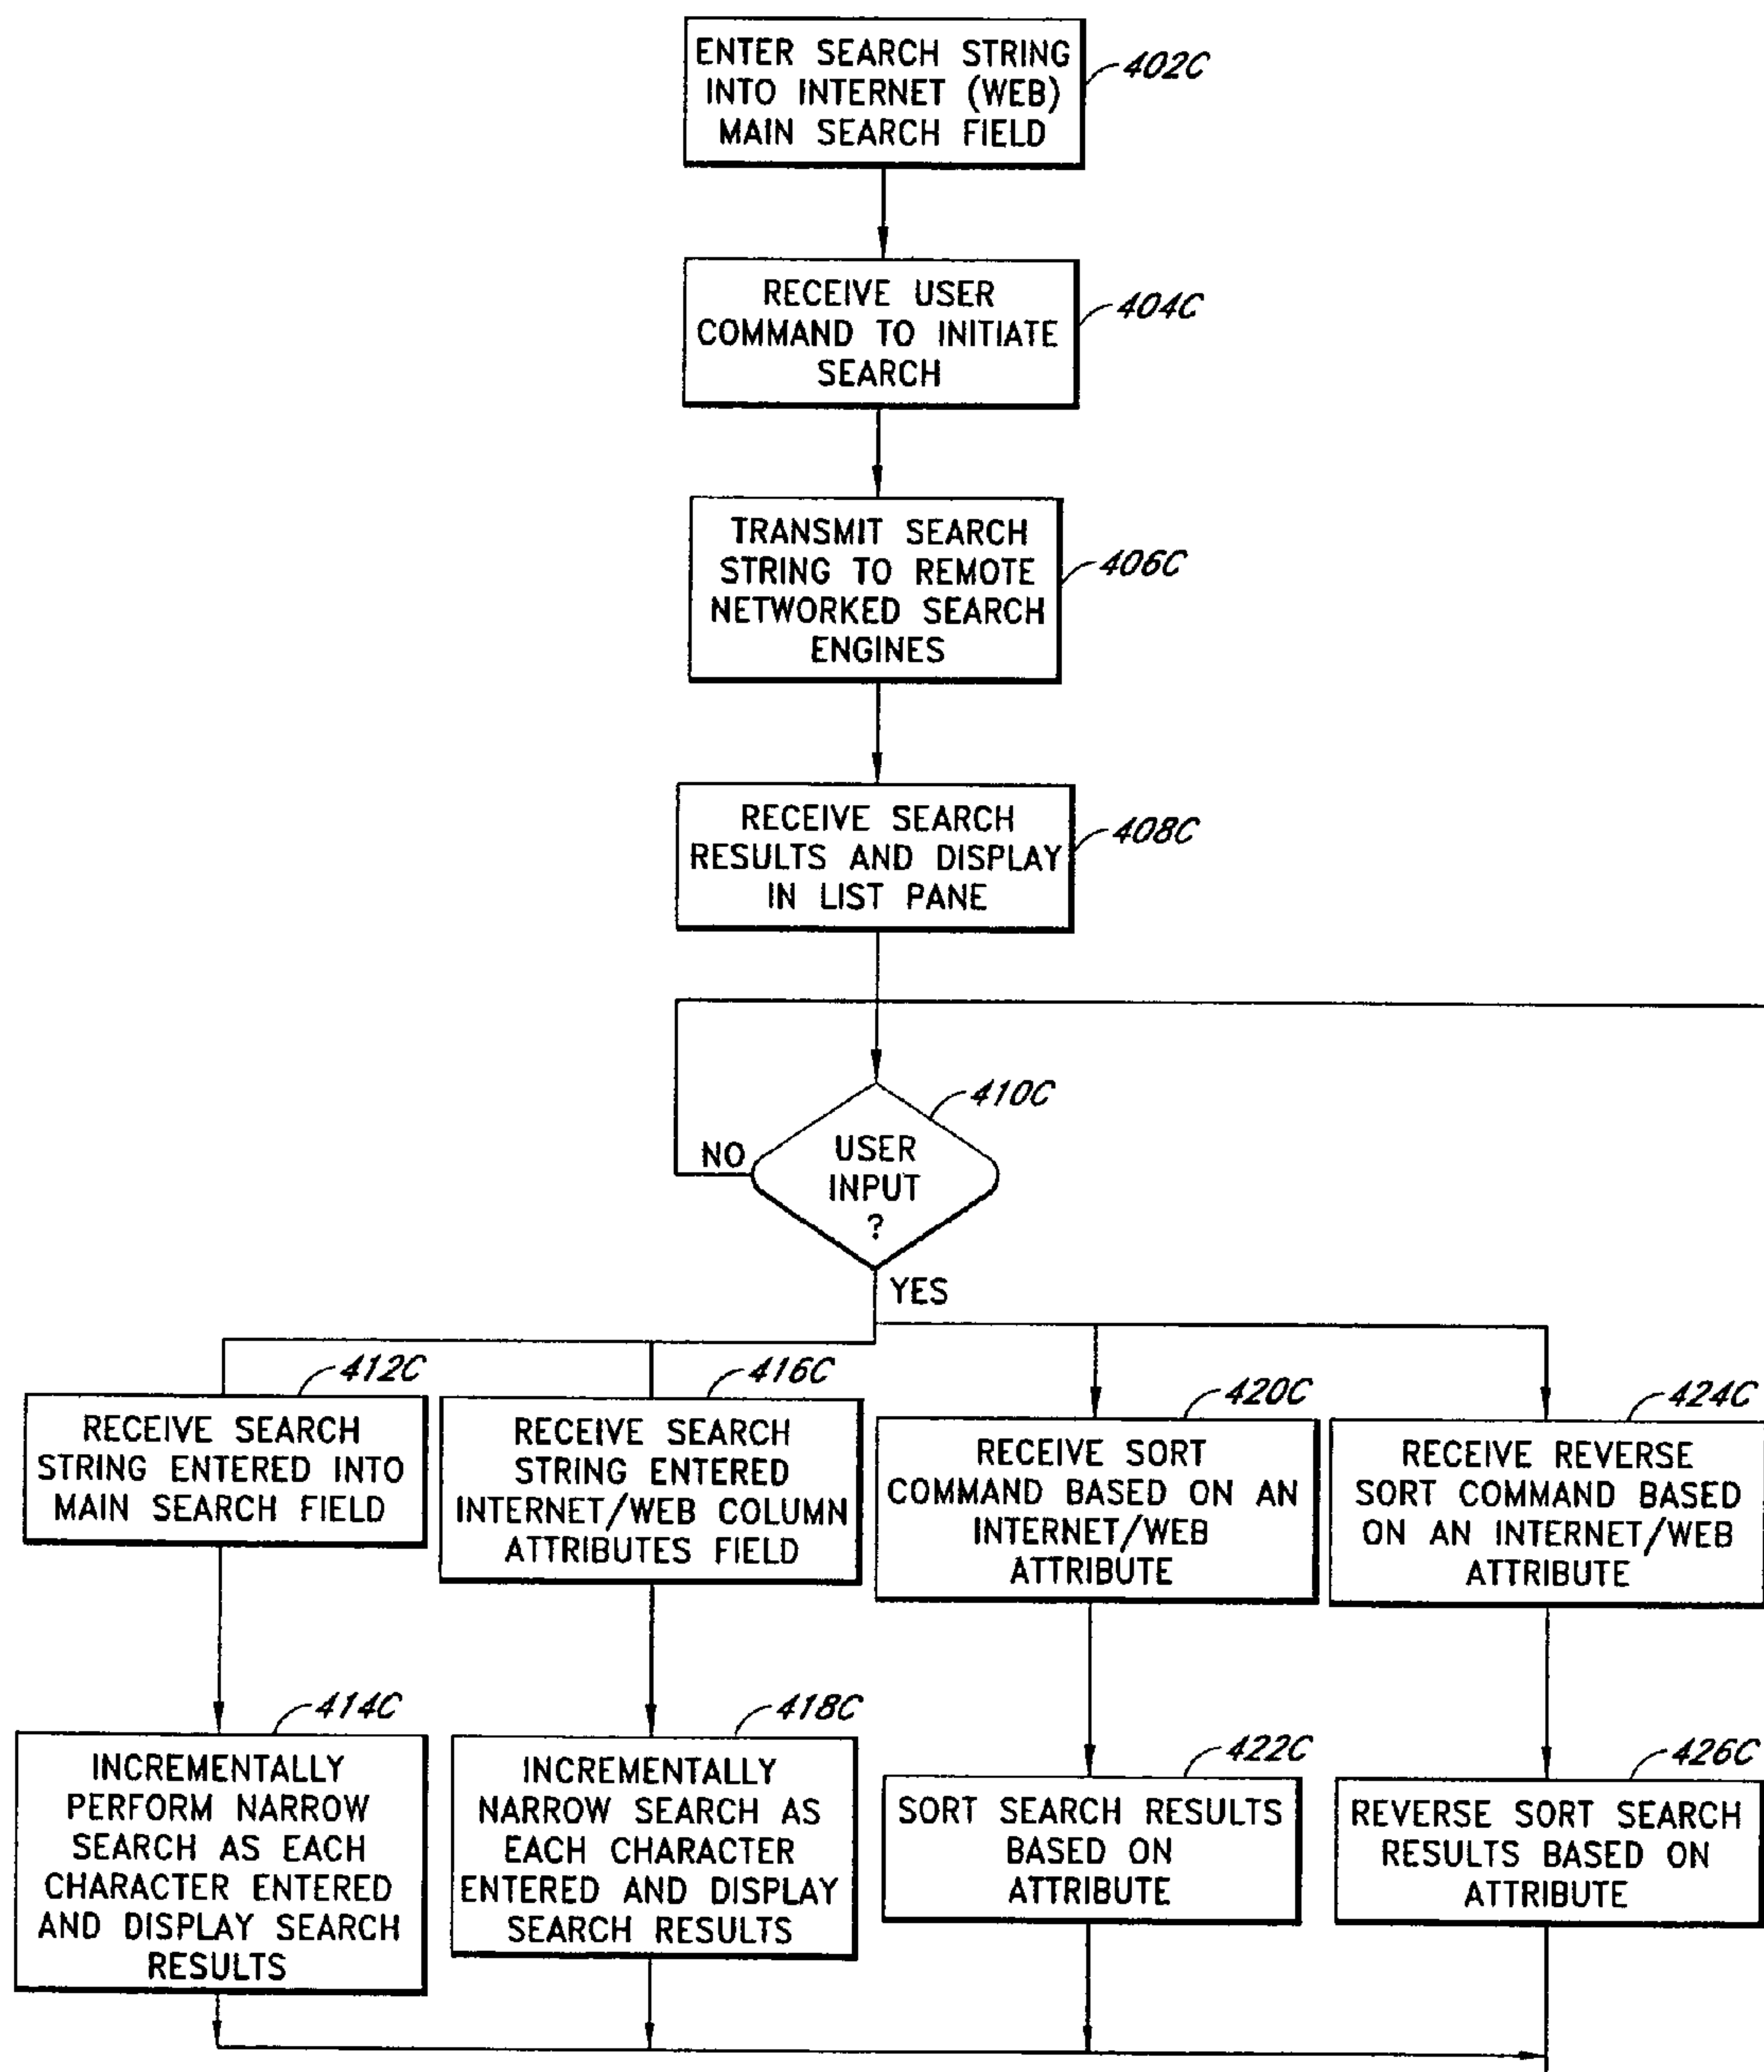 ENTER SEARCH STRING
INTO INTERNET (WEB)
MAIN SEARCH FIELD
402C
RECEIVE USER
COMMAND TO INITIATE
SEARCH
404C
TRANSMIT SEARCH
STRING TO REMOTE
NETWORKED SEARCH
ENGINES
406C
RECEIVE SEARCH
RESULTS AND DISPLAY
IN LIST PANE
408C
410C
USER
INPUT
?
NO
YES
412C
RECEIVE SEARCH
STRING ENTERED INTO
MAIN SEARCH FIELD
416C
RECEIVE SEARCH
STRING ENTERED
INTERNET/WEB COLUMN
ATTRIBUTES FIELD
420C
RECEIVE SORT
COMMAND BASED ON AN
INTERNET/WEB
ATTRIBUTE
424C
RECEIVE REVERSE
SORT COMMAND BASED
ON AN INTERNET/WEB
ATTRIBUTE
414C
INCREMENTALLY
PERFORM NARROW
SEARCH AS EACH
CHARACTER ENTERED
AND DISPLAY SEARCH
RESULTS
418C
INCREMENTALLY
NARROW SEARCH AS
EACH CHARACTER
ENTERED AND DISPLAY
SEARCH RESULTS
422C
SORT SEARCH RESULTS
BASED ON
ATTRIBUTE
426C
REVERSE SORT SEARCH
RESULTS BASED ON
ATTRIBUTE